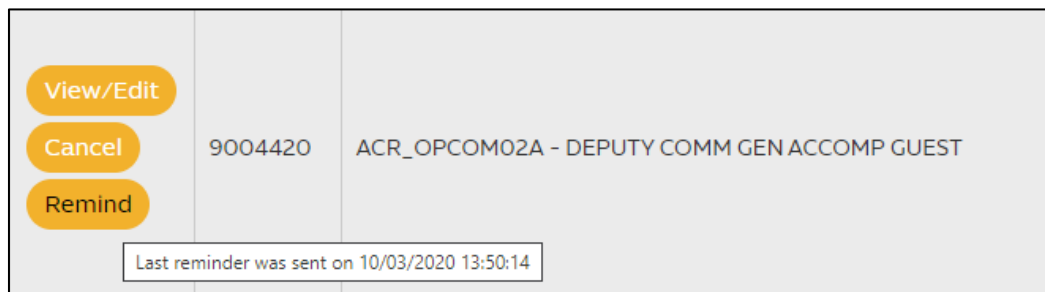 View/Edit
Cancel
9004420
ACR_OPCOM02A - DEPUTY COMM GEN ACCOMP GUEST
Remind
Last reminder was sent on 10/03/2020 13:50:14